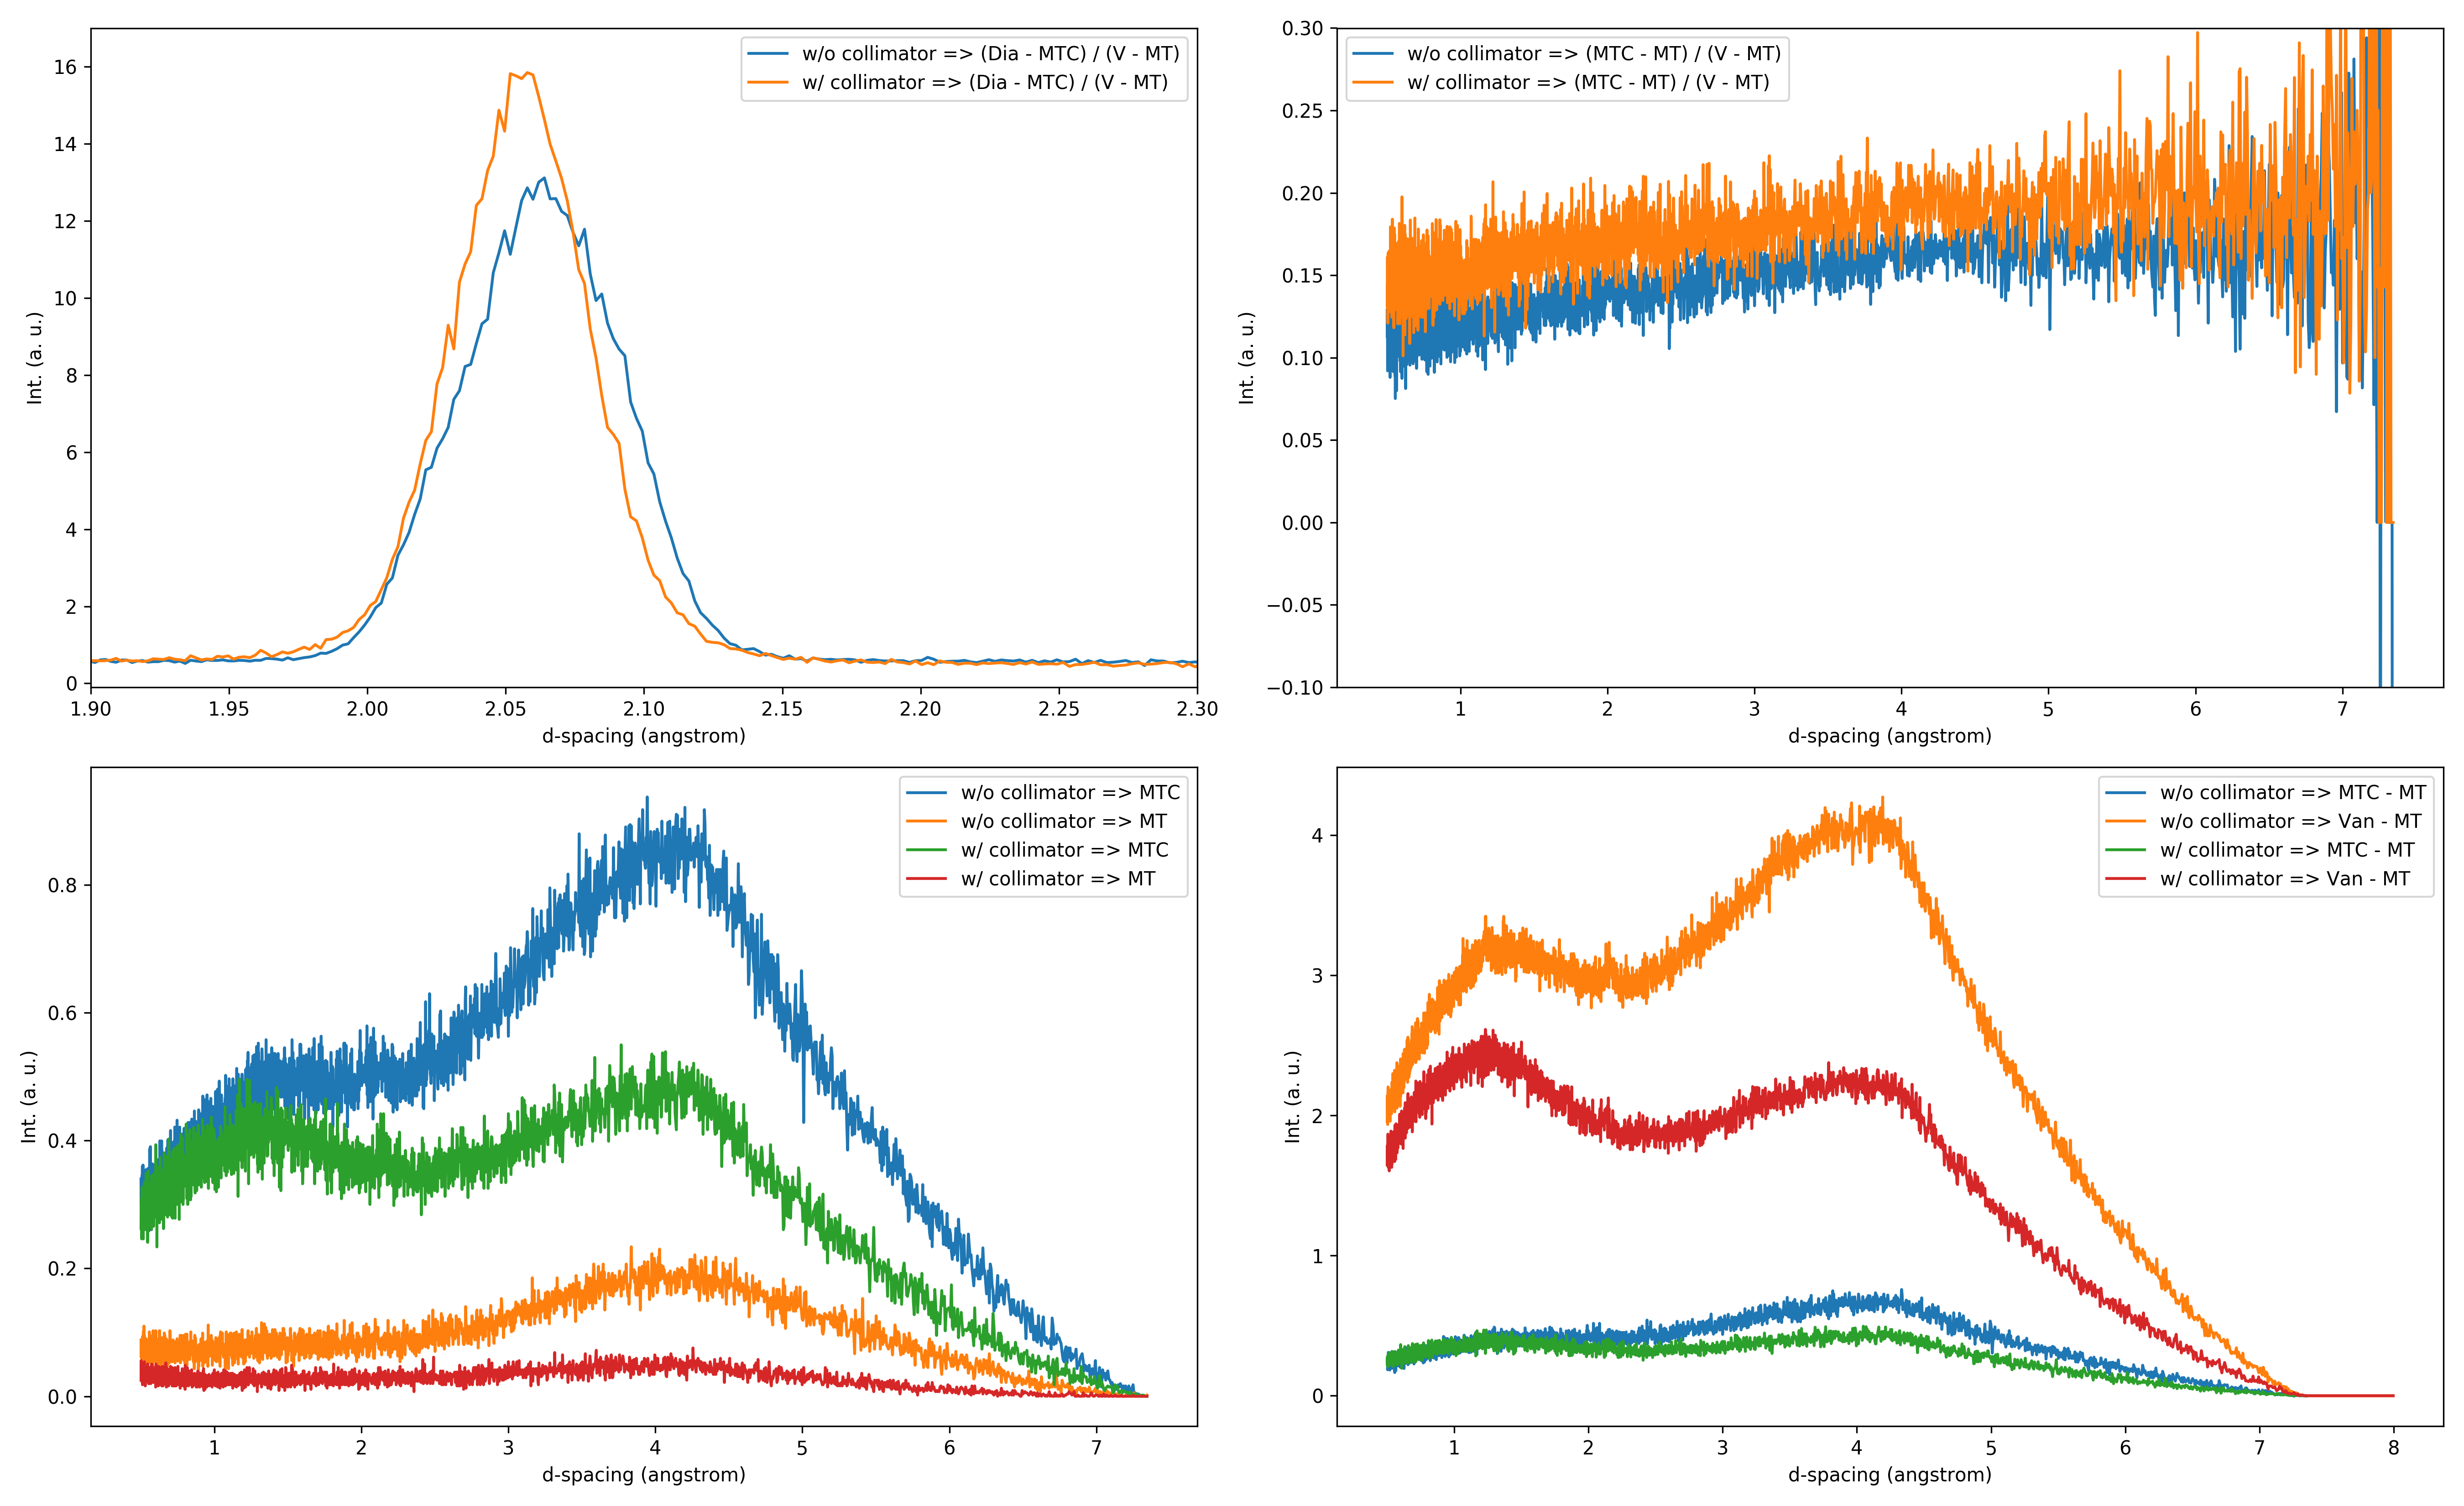 w/o collimator => (Dia - MTC) / (V - MT)
w/ collimator => (Dia - MTC) / (V - MT)
16
14
12
10
8
6
4
2
0
Int. (a. u.)
1.90 1.95 2.00 2.05 2.10 2.15 2.20 2.25 2.30
d-spacing (angstrom)
w/o collimator => (MTC - MT) / (V - MT)
w/ collimator => (MTC - MT) / (V - MT)
0.30
0.25
0.20
0.15
0.10
0.05
0.00
−0.05
−0.10
Int. (a. u.)
1 2 3 4 5 6 7
d-spacing (angstrom)
w/o collimator => MTC
w/o collimator => MT
w/ collimator => MTC
w/ collimator => MT
0.8
0.6
0.4
0.2
0.0
Int. (a. u.)
1 2 3 4 5 6 7
d-spacing (angstrom)
w/o collimator => MTC - MT
w/o collimator => Van - MT
w/ collimator => MTC - MT
w/ collimator => Van - MT
4
3
2
1
0
Int. (a. u.)
1 2 3 4 5 6 7 8
d-spacing (angstrom)